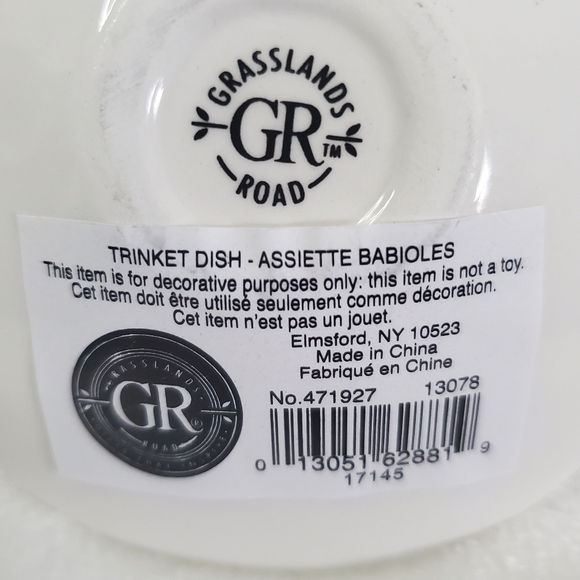 GRASSLANDS
GR™
ROAD
TRINKET DISH - ASSIETTE BABIOLES
This item is for decorative purposes only: this item is not a toy.
Cet item doit être utilisé seulement comme décoration.
Cet item n'est pas un jouet.
Elmsford, NY 10523
Made in China
Fabriqué en Chine
GRASSLANDS
GR®
ROAD
No.471927 13078
0 13051 62881 9
17145